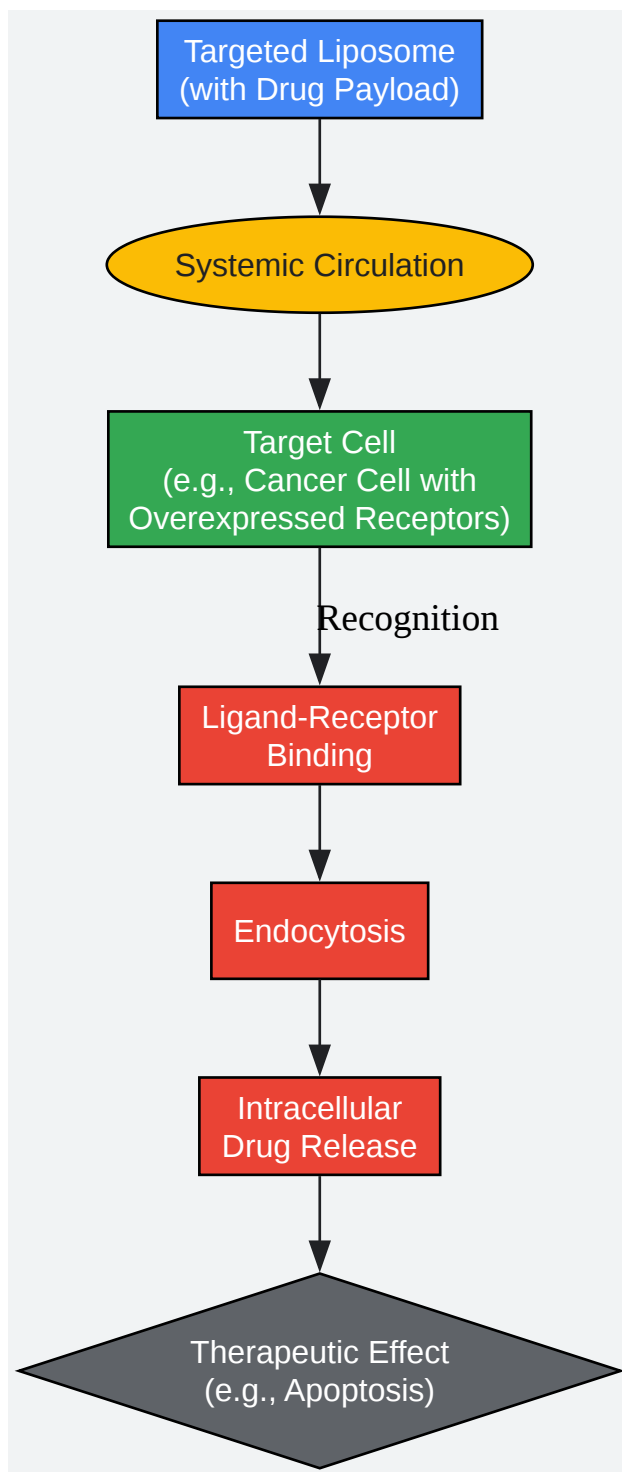 Targeted Liposome
(with Drug Payload)
Systemic Circulation
Target Cell
(e.g., Cancer Cell with
Overexpressed Receptors)
Recognition
Ligand-Receptor
Binding
Endocytosis
Intracellular
Drug Release
Therapeutic Effect
(e.g., Apoptosis)